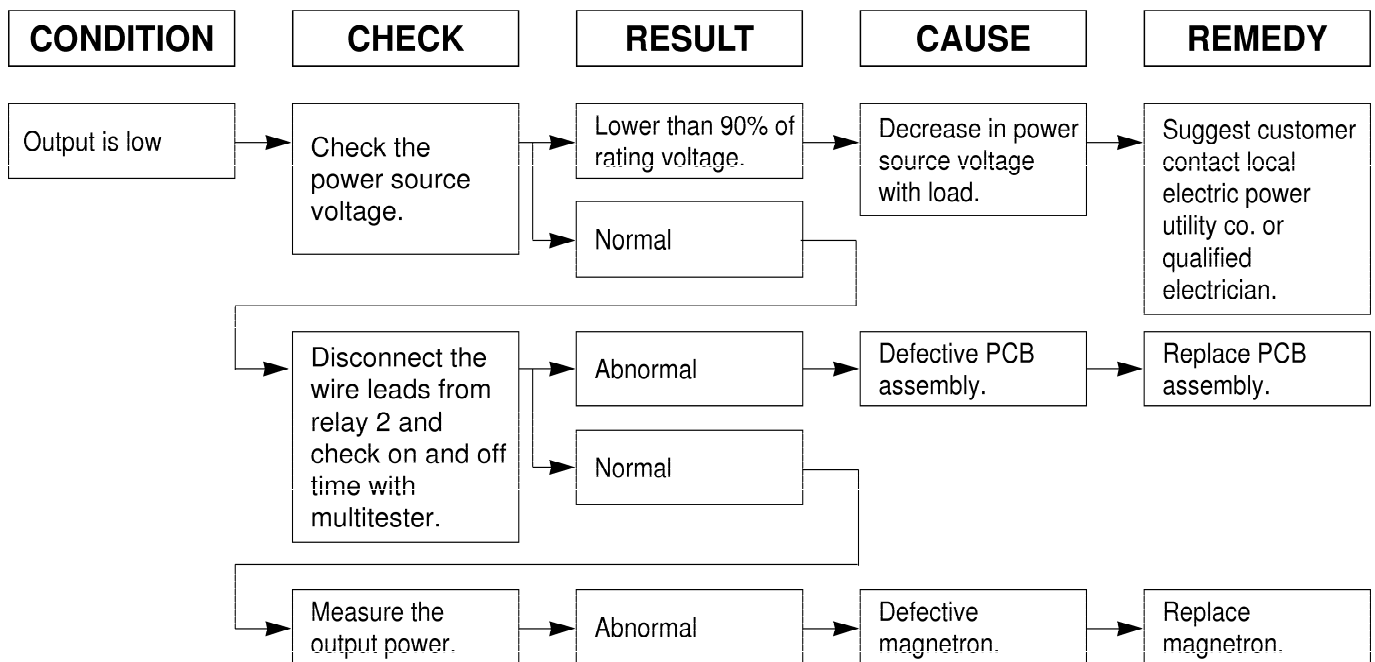 CONDITION
CHECK
RESULT
CAUSE
REMEDY
Output is low
Check the
power source
voltage.
Lower than 90% of
rating voltage.
Decrease in power
source voltage
with load.
Suggest customer
contact local
electric power
utility co. or
qualified
electrician.
Normal
Disconnect the
wire leads from
relay 2 and
check on and off
time with
multitester.
Abnormal
Defective PCB
assembly.
Replace PCB
assembly.
Normal
Measure the
output power.
Abnormal
Defective
magnetron.
Replace
magnetron.